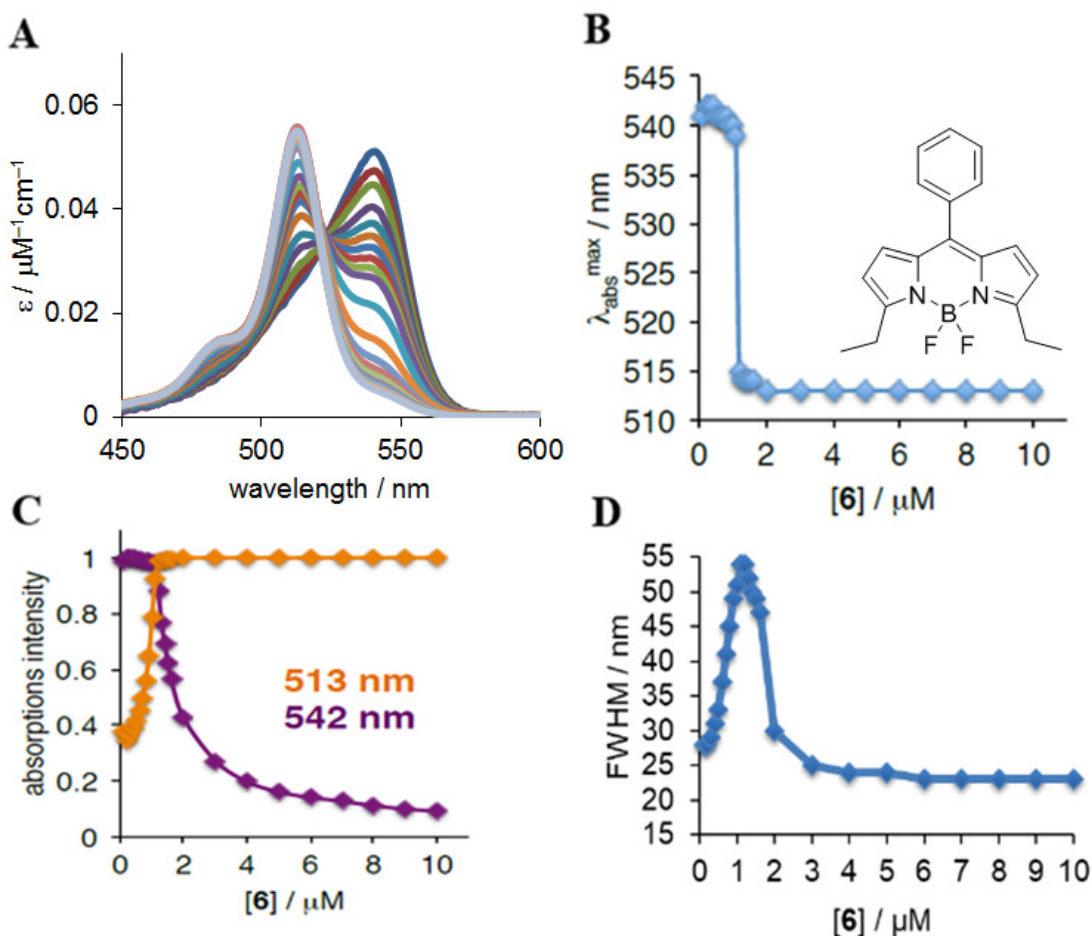 A
0.06
0.04
0.02
0
ε / μM⁻¹ cm⁻¹
450 500 550 600
wavelength / nm
B
545
540
535
530
525
520
515
510
λabs^max / nm
N N
B
F F
0 2 4 6 8 10
[6] / μM
C
1
0.8
0.6
0.4
0.2
0
absorptions intensity
513 nm
542 nm
0 2 4 6 8 10
[6] / μM
D
55
50
45
40
35
30
25
20
15
FWHM / nm
0 1 2 3 4 5 6 7 8 9 10
[6] / μM